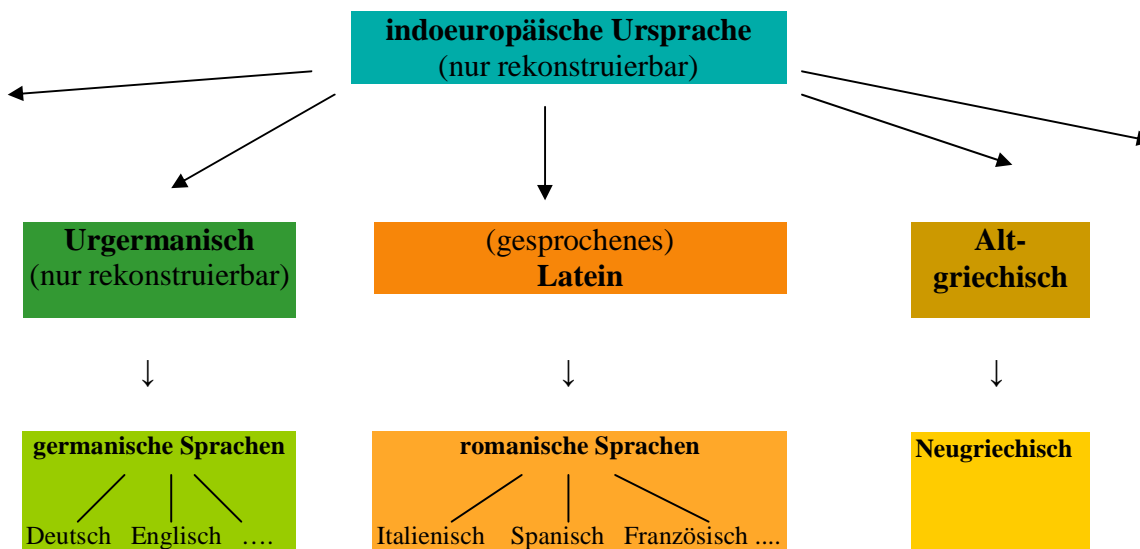 indoeuropäische Ursprache
(nur rekonstruierbar)
Urgermanisch
(nur rekonstruierbar)
(gesprochenes)
Latein
Alt-
griechisch
↓
↓
↓
germanische Sprachen
Deutsch Englisch ….
romanische Sprachen
Italienisch Spanisch Französisch ....
Neugriechisch